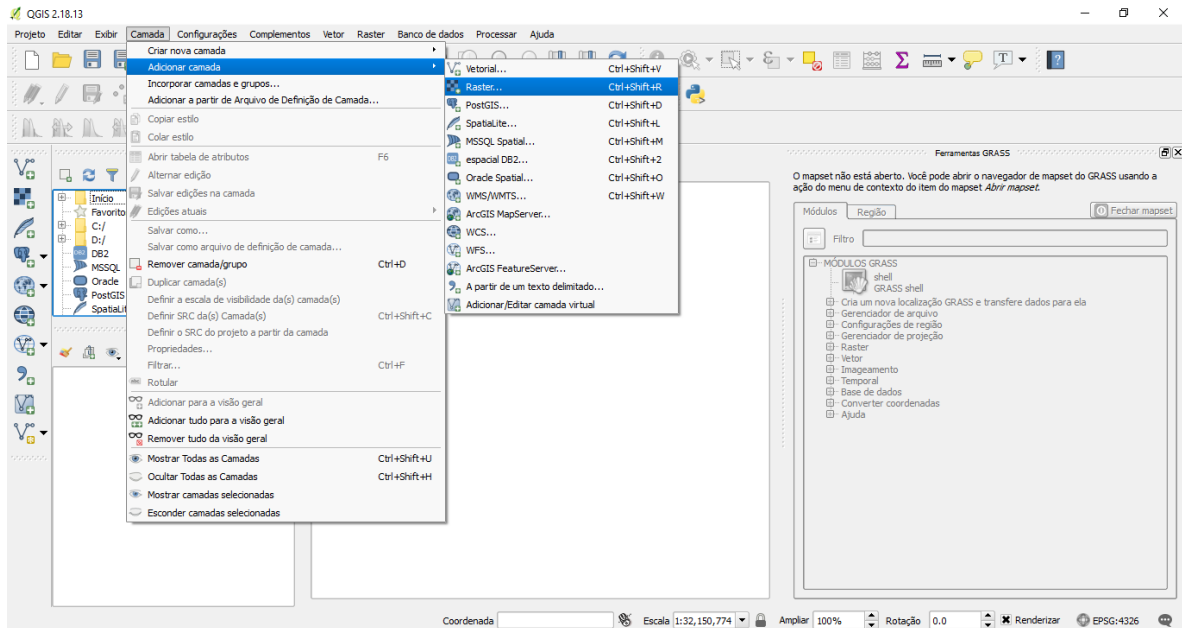 QGIS 2.18.13
Projeto Editar Exibir Camada Configurações Complementos Vetor Raster Banco de dados Processar Ajuda
Criar nova camada
Adicionar camada
Incorporar camadas e grupos...
Adicionar a partir de Arquivo de Definição de Camada...
Copiar estilo
Colar estilo
Abrir tabela de atributos F6
Alternar edição
Salvar edições na camada
Edições atuais
Salvar como...
Salvar como arquivo de definição de camada...
Remover camada/grupo Ctrl+D
Duplicar camada(s)
Definir a escala de visibilidade da(s) camada(s)
Definir SRC da(s) Camada(s) Ctrl+Shift+C
Definir o SRC do projeto a partir da camada
Propriedades...
Filtrar... Ctrl+F
Rotular
Adicionar para a visão geral
Adicionar tudo para a visão geral
Remover tudo da visão geral
Mostrar Todas as Camadas Ctrl+Shift+U
Ocultar Todas as Camadas Ctrl+Shift+H
Mostrar camadas selecionadas
Esconder camadas selecionadas
Vetorial... Ctrl+Shift+V
Raster... Ctrl+Shift+R
PostGIS... Ctrl+Shift+D
SpatiaLite... Ctrl+Shift+L
MSSQL Spatial... Ctrl+Shift+M
espacial DB2... Ctrl+Shift+2
Oracle Spatial... Ctrl+Shift+O
WMS/WMTS... Ctrl+Shift+W
ArcGIS MapServer...
WCS...
WFS...
ArcGIS FeatureServer...
A partir de um texto delimitado...
Adicionar/Editar camada virtual
Início
Favorito
C:/
D:/
DB2
MSSQL
Oracle
PostGIS
SpatiaLit
Ferramentas GRASS
O mapset não está aberto. Você pode abrir o navegador de mapset do GRASS usando a
ação do menu de contexto do item do mapset Abrir mapset.
Módulos Região Fechar mapset
Filtro
MÓDULOS GRASS
shell
GRASS shell
Cria um nova localização GRASS e transfere dados para ela
Gerenciador de arquivo
Configurações de região
Gerenciador de projeção
Raster
Vetor
Imageamento
Temporal
Base de dados
Converter coordenadas
Ajuda
Coordenada Escala 1:32,150,774 Ampliar 100% Rotação 0.0 Renderizar EPSG:4326